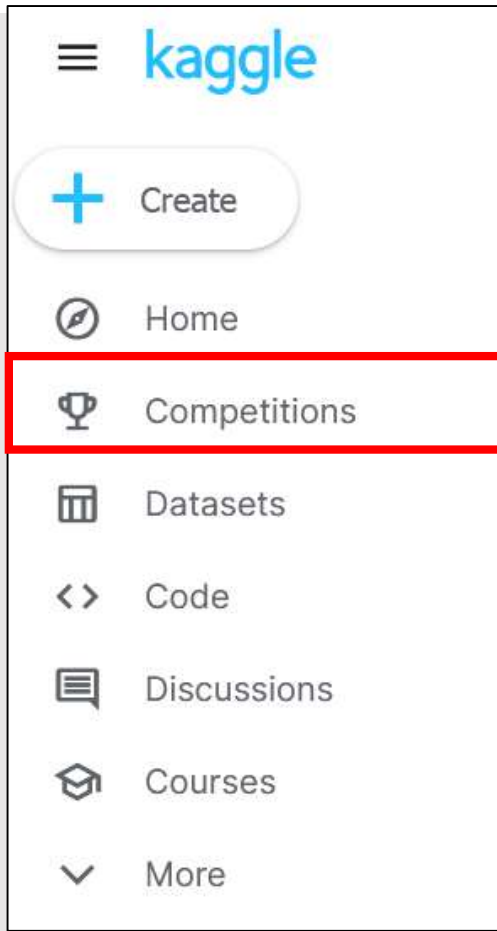 kaggle
Create
Home
Competitions
Datasets
Code
Discussions
Courses
More